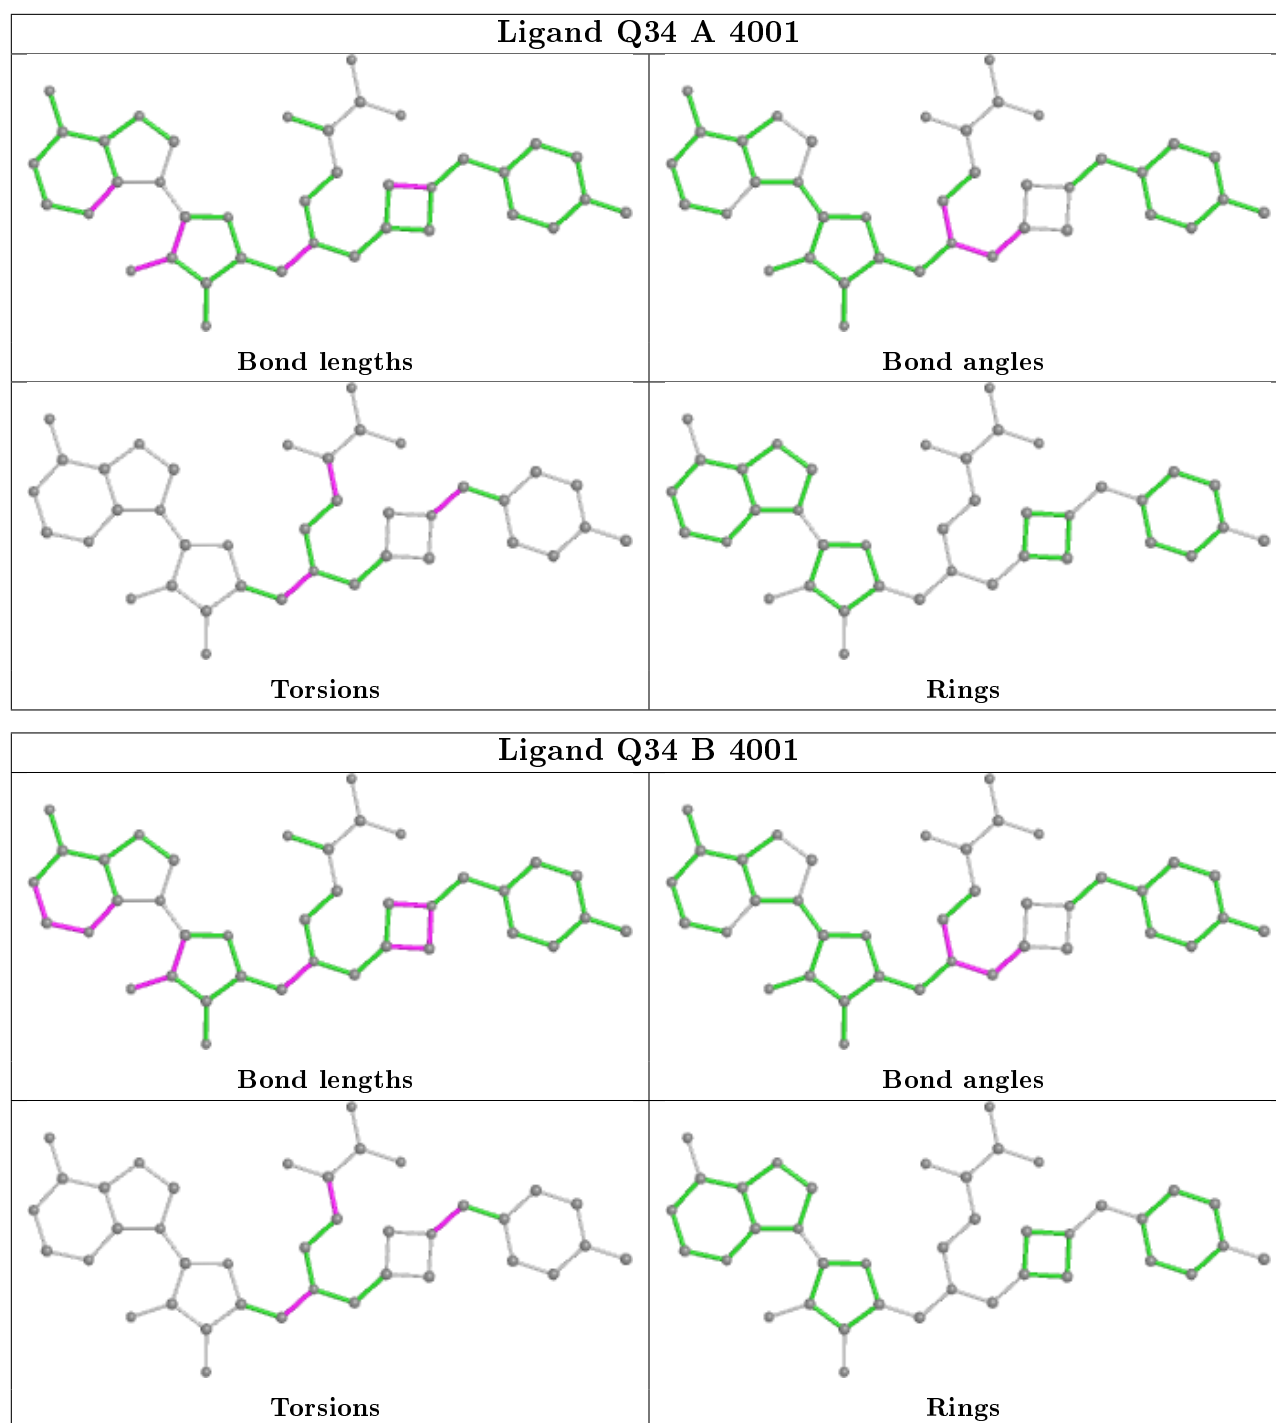 Ligand Q34 A 4001
Bond lengths
Bond angles
Torsions
Rings
Ligand Q34 B 4001
Bond lengths
Bond angles
Torsions
Rings